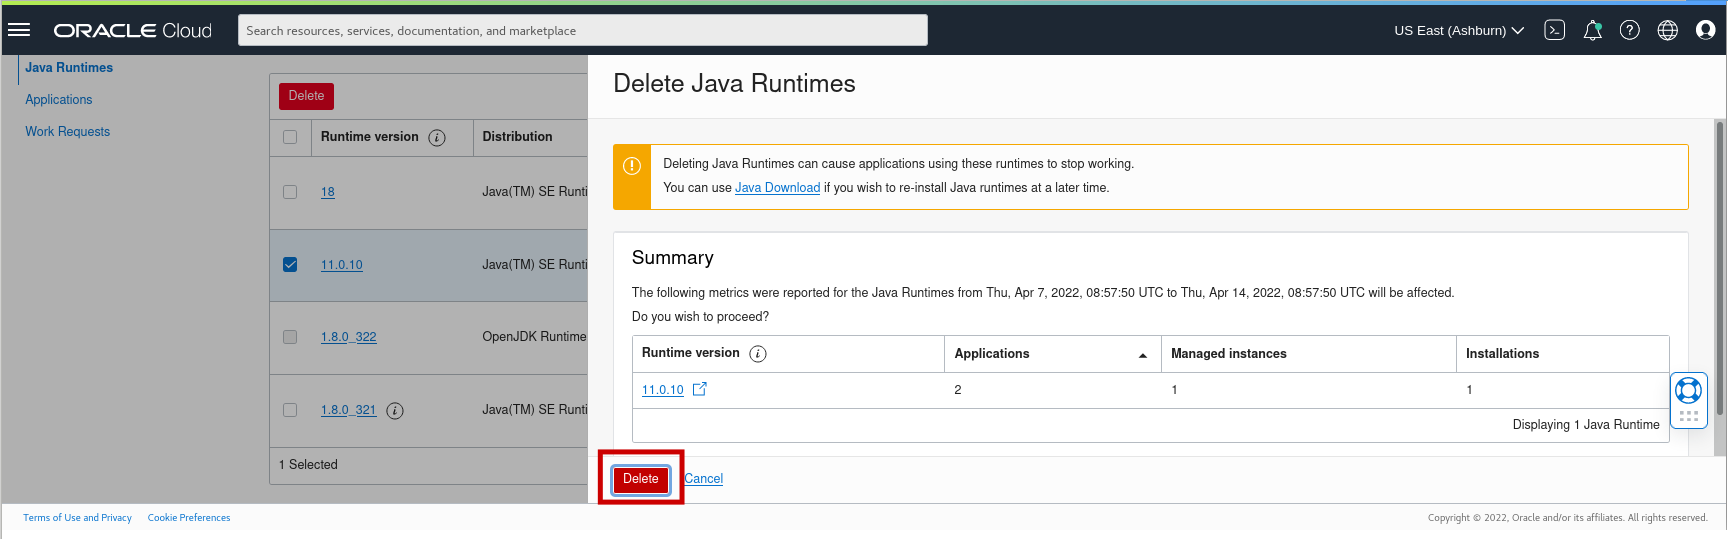 ORACLE Cloud
Search resources, services, documentation, and marketplace
US East (Ashburn)
Java Runtimes
Applications
Work Requests
Delete
Runtime version
Distribution
18
Java(TM) SE Runti
11.0.10
Java(TM) SE Runti
1.8.0_322
OpenJDK Runtime
1.8.0_321
Java(TM) SE Runti
1 Selected
Delete Java Runtimes
Deleting Java Runtimes can cause applications using these runtimes to stop working.
You can use Java Download if you wish to re-install Java runtimes at a later time.
Summary
The following metrics were reported for the Java Runtimes from Thu, Apr 7, 2022, 08:57:50 UTC to Thu, Apr 14, 2022, 08:57:50 UTC will be affected.
Do you wish to proceed?
Runtime version Applications Managed instances Installations
11.0.10 2 1 1
Displaying 1 Java Runtime
Delete Cancel
Terms of Use and Privacy Cookie Preferences
Copyright © 2022, Oracle and/or its affiliates. All rights reserved.